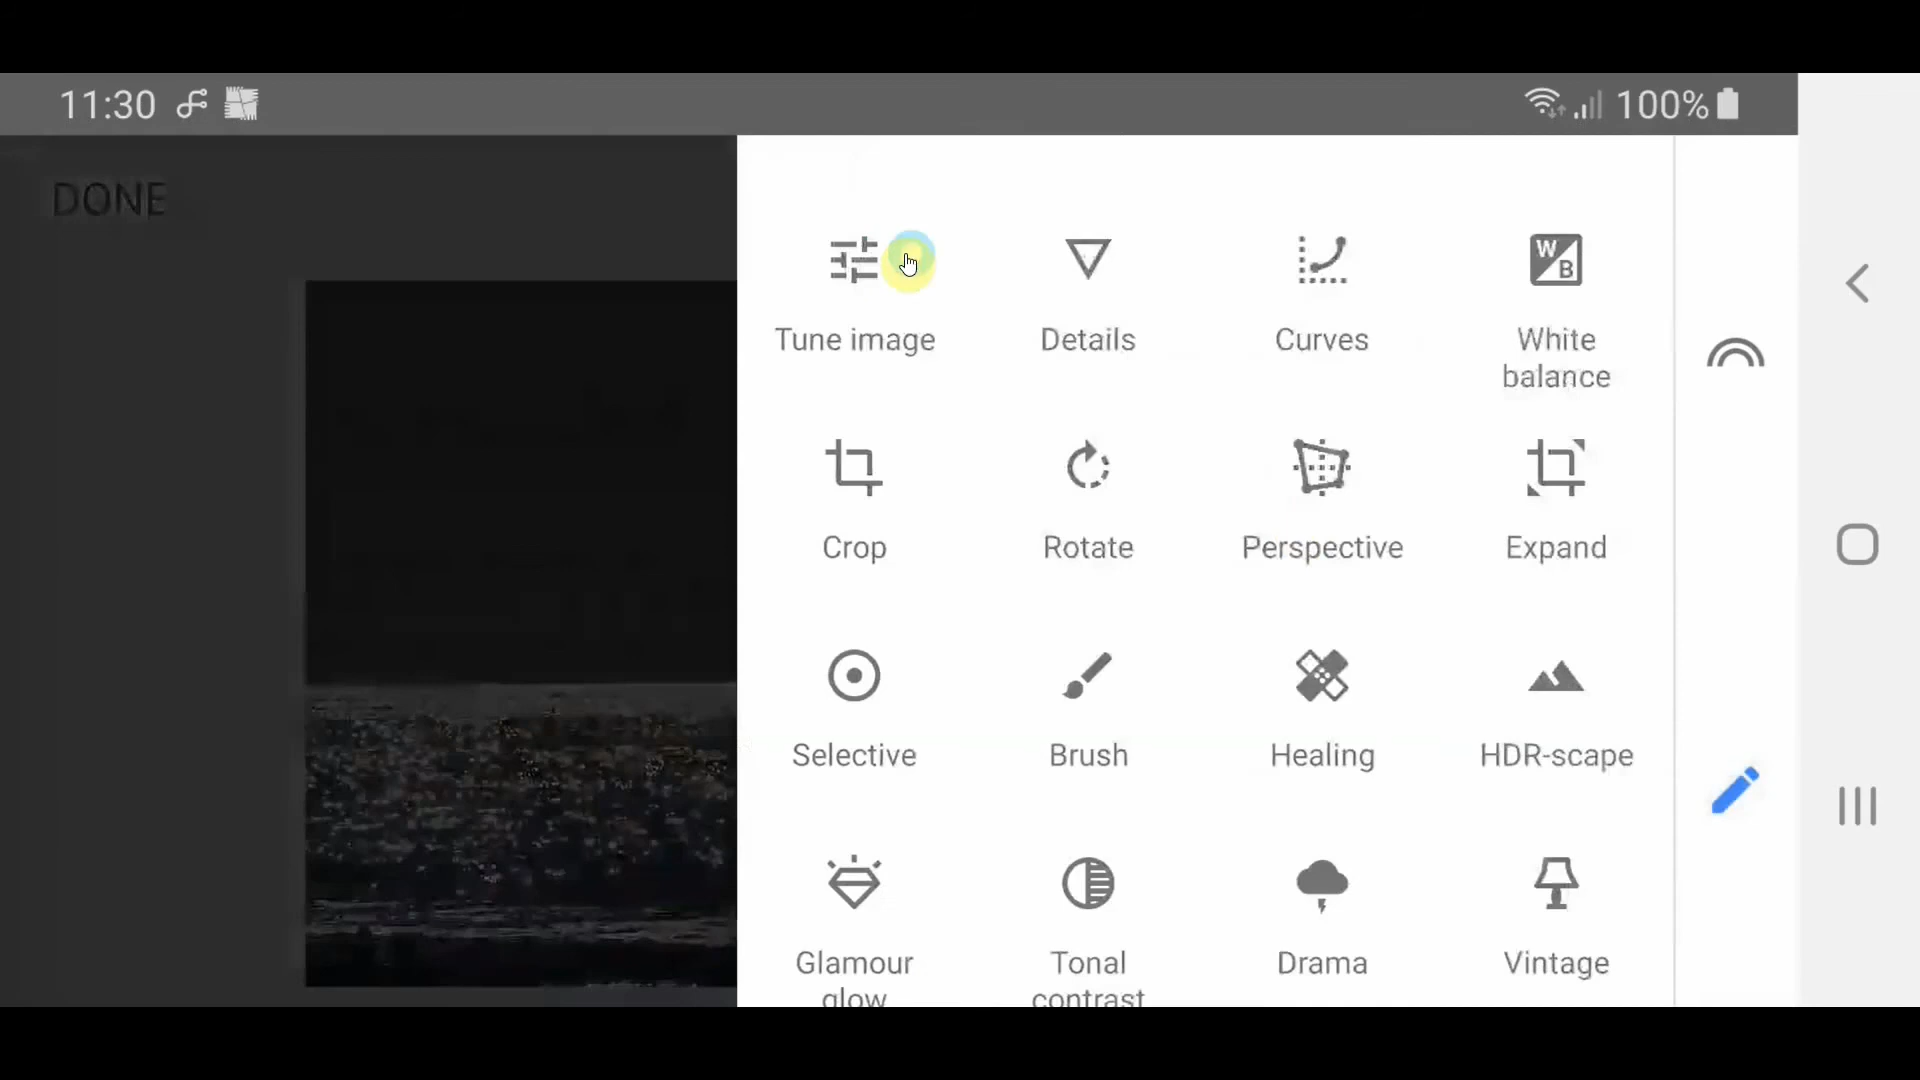 11:30
100%
DONE
Tune image
Details
Curves
White
balance
Crop
Rotate
Perspective
Expand
Selective
Brush
Healing
HDR-scape
Glamour
glow
Tonal
contrast
Drama
Vintage